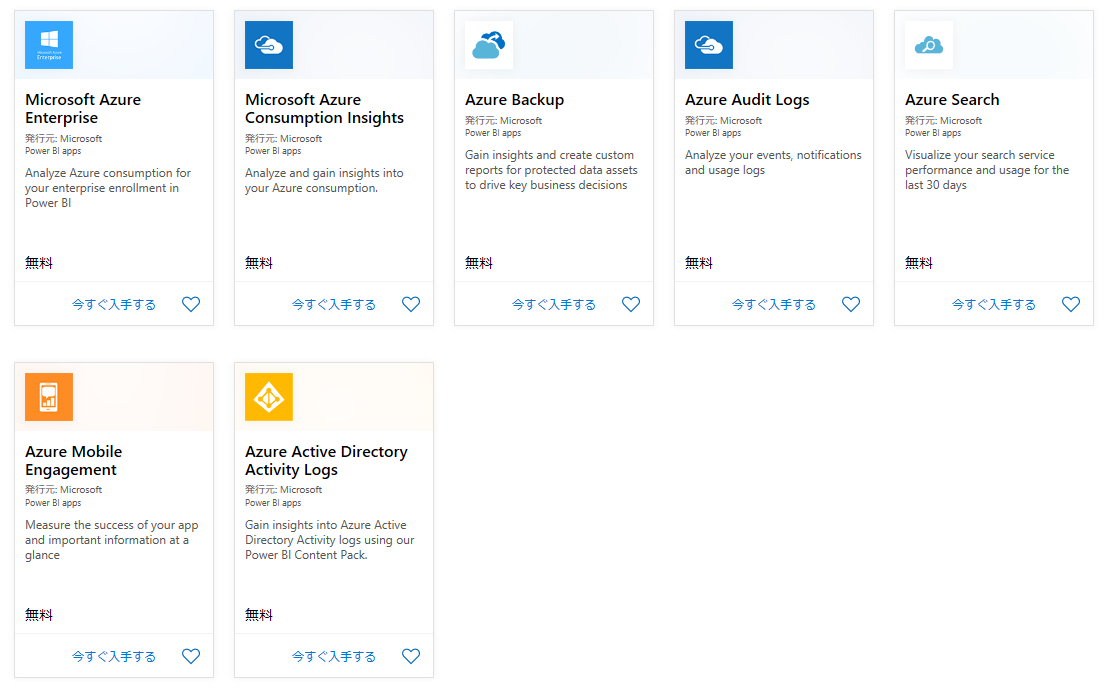 Microsoft Azure
Enterprise
Microsoft Azure
Enterprise
発行元: Microsoft
Power BI apps
Analyze Azure consumption for
your enterprise enrollment in
Power BI
無料
今すぐ入手する
Microsoft Azure
Consumption Insights
発行元: Microsoft
Power BI apps
Analyze and gain insights into
your Azure consumption.
無料
今すぐ入手する
Azure Backup
発行元: Microsoft
Power BI apps
Gain insights and create custom
reports for protected data assets
to drive key business decisions
無料
今すぐ入手する
Azure Audit Logs
発行元: Microsoft
Power BI apps
Analyze your events, notifications
and usage logs
無料
今すぐ入手する
Azure Search
発行元: Microsoft
Power BI apps
Visualize your search service
performance and usage for the
last 30 days
無料
今すぐ入手する
Azure Mobile
Engagement
発行元: Microsoft
Power BI apps
Measure the success of your app
and important information at a
glance
無料
今すぐ入手する
Azure Active Directory
Activity Logs
発行元: Microsoft
Power BI apps
Gain insights into Azure Active
Directory Activity logs using our
Power BI Content Pack.
無料
今すぐ入手する